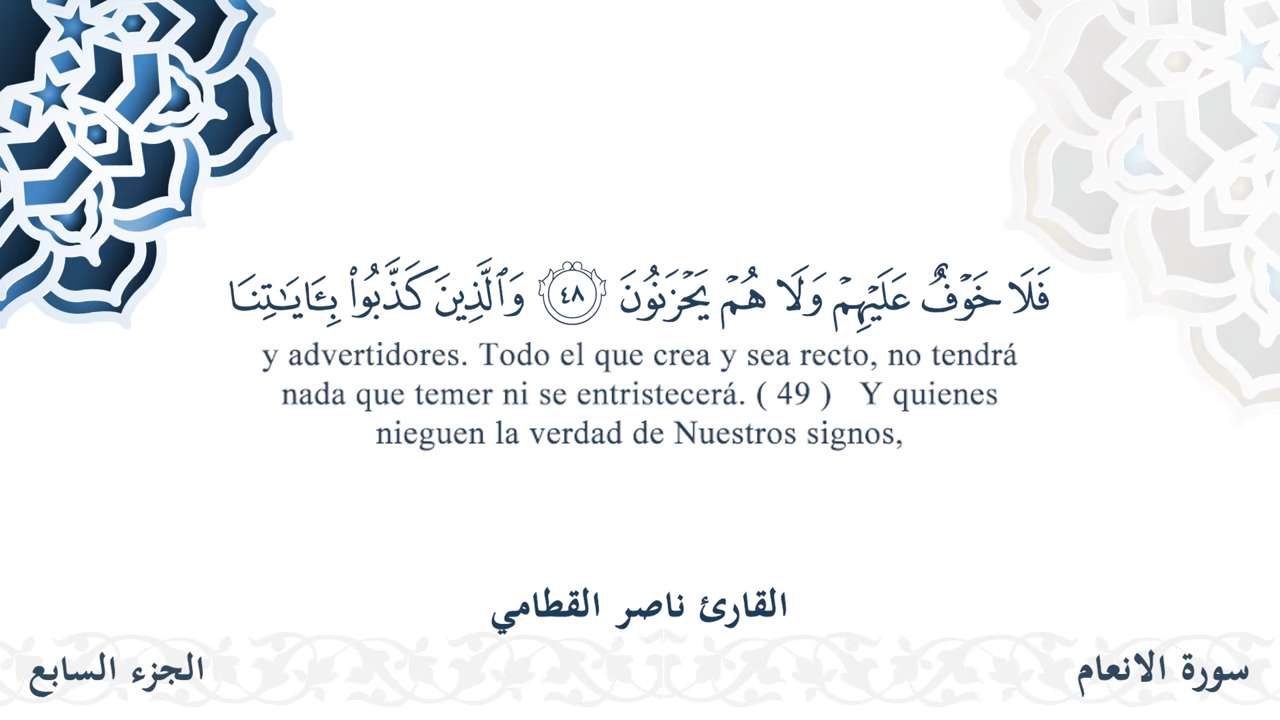 فَلَا خَوْفٌ عَلَيْهِمْ وَلَا هُمْ يَحْزَنُونَ ٤٨ وَٱلَّذِينَ كَذَّبُوا۟ بِـَٔايَـٰتِنَا
y advertidores. Todo el que crea y sea recto, no tendrá
nada que temer ni se entristecerá. ( 49 )   Y quienes
nieguen la verdad de Nuestros signos,
القارئ ناصر القطامي
سورة الانعام
الجزء السابع